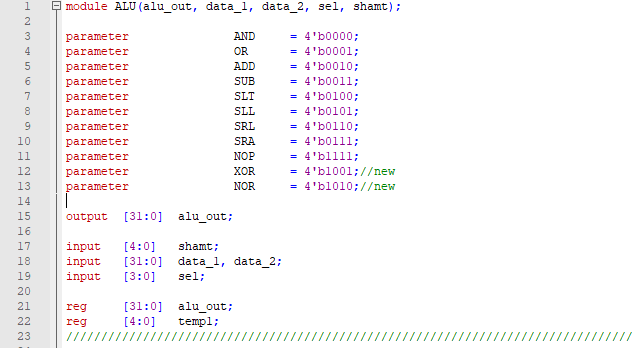 1 module ALU(alu_out, data_1, data_2, sel, shamt);
2
3 parameter AND = 4'b0000;
4 parameter OR = 4'b0001;
5 parameter ADD = 4'b0010;
6 parameter SUB = 4'b0011;
7 parameter SLT = 4'b0100;
8 parameter SLL = 4'b0101;
9 parameter SRL = 4'b0110;
10 parameter SRA = 4'b0111;
11 parameter NOP = 4'b1111;
12 parameter XOR = 4'b1001;//new
13 parameter NOR = 4'b1010;//new
14
15 output [31:0] alu_out;
16
17 input [4:0] shamt;
18 input [31:0] data_1, data_2;
19 input [3:0] sel;
20
21 reg [31:0] alu_out;
22 reg [4:0] temp1;
23 /////////////////////////////////////////////////////////////////////////////////